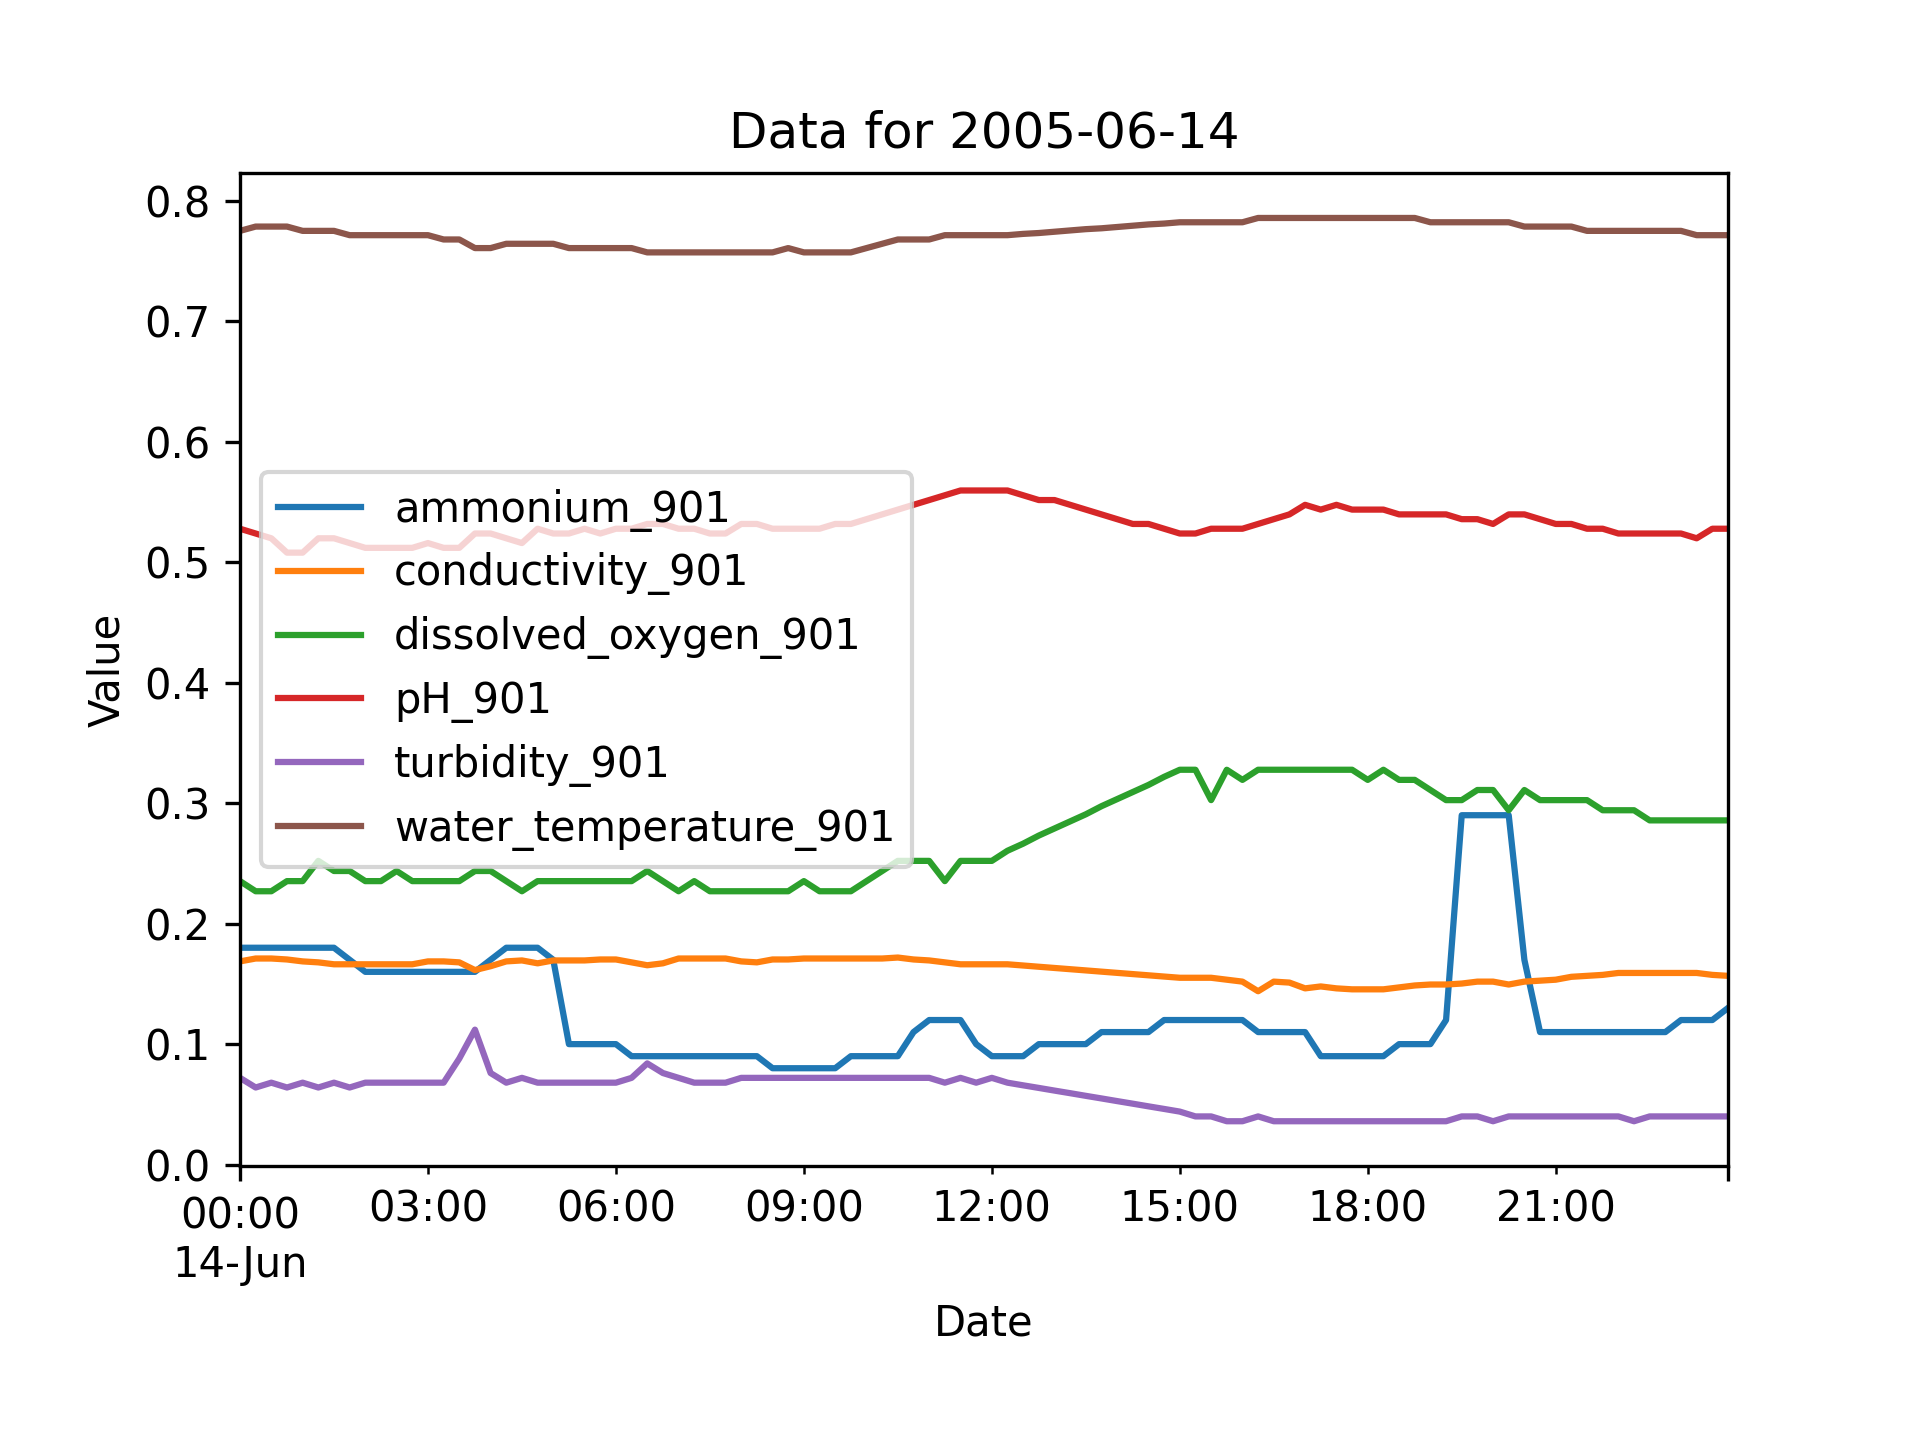 Data for 2005-06-14
Value
0.8
0.7
0.6
0.5
0.4
0.3
0.2
0.1
0.0
ammonium_901
conductivity_901
dissolved_oxygen_901
pH_901
turbidity_901
water_temperature_901
00:00 03:00 06:00 09:00 12:00 15:00 18:00 21:00
14-Jun
Date